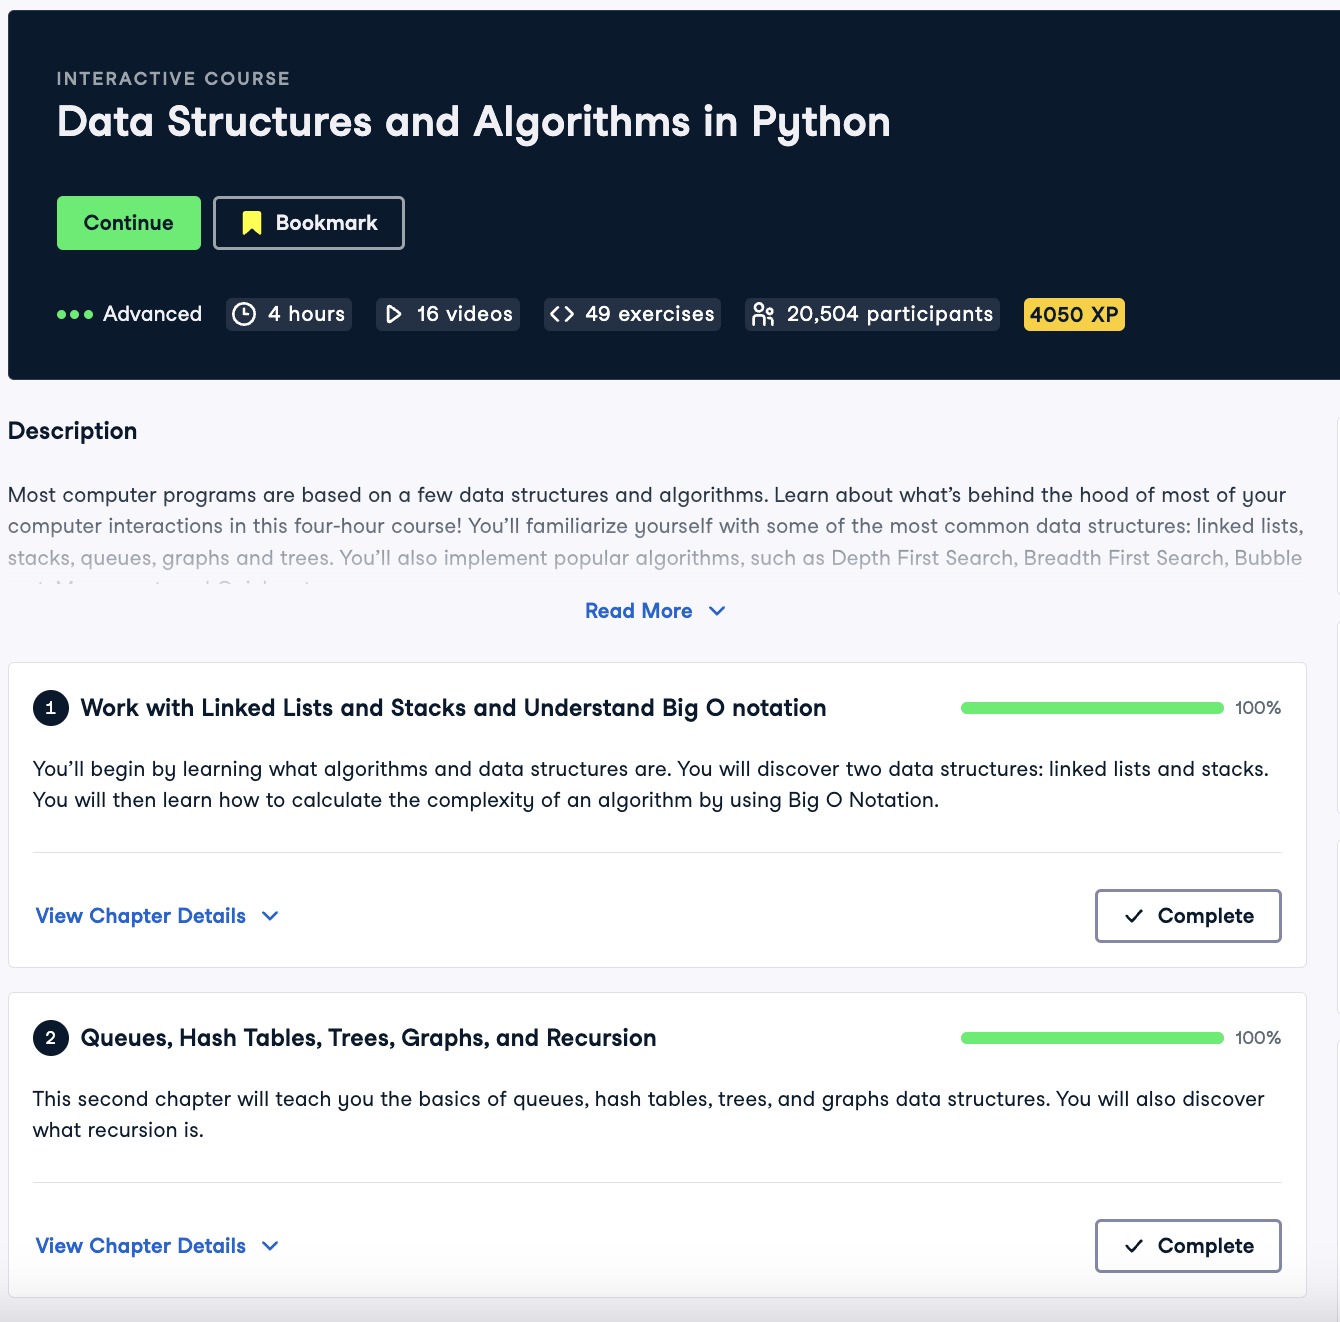 INTERACTIVE COURSE
Data Structures and Algorithms in Python
Continue
Bookmark
Advanced 4 hours 16 videos 49 exercises 20,504 participants 4050 XP
Description
Most computer programs are based on a few data structures and algorithms. Learn about what's behind the hood of most of your
computer interactions in this four-hour course! You'll familiarize yourself with some of the most common data structures: linked lists,
stacks, queues, graphs and trees. You'll also implement popular algorithms, such as Depth First Search, Breadth First Search, Bubble
Read More
1 Work with Linked Lists and Stacks and Understand Big O notation 100%
You'll begin by learning what algorithms and data structures are. You will discover two data structures: linked lists and stacks.
You will then learn how to calculate the complexity of an algorithm by using Big O Notation.
View Chapter Details
Complete
2 Queues, Hash Tables, Trees, Graphs, and Recursion 100%
This second chapter will teach you the basics of queues, hash tables, trees, and graphs data structures. You will also discover
what recursion is.
View Chapter Details
Complete